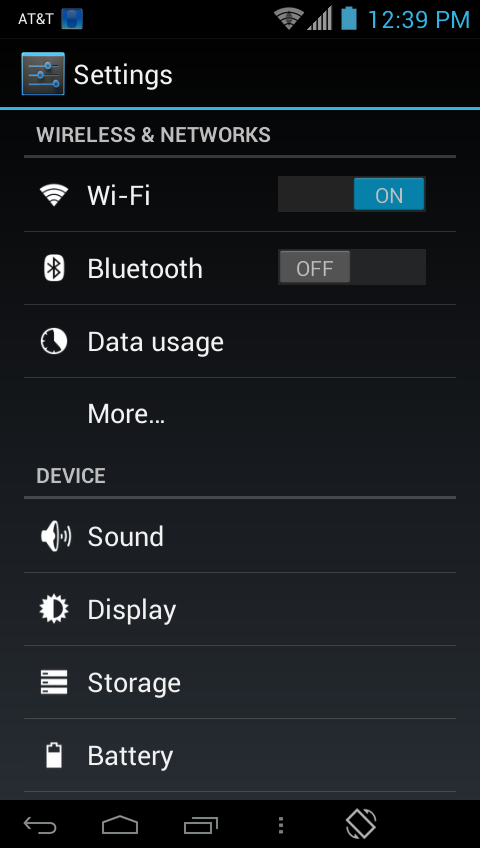 AT&T 12:39 PM
Settings
WIRELESS & NETWORKS
Wi-Fi ON
Bluetooth OFF
Data usage
More...
DEVICE
Sound
Display
Storage
Battery